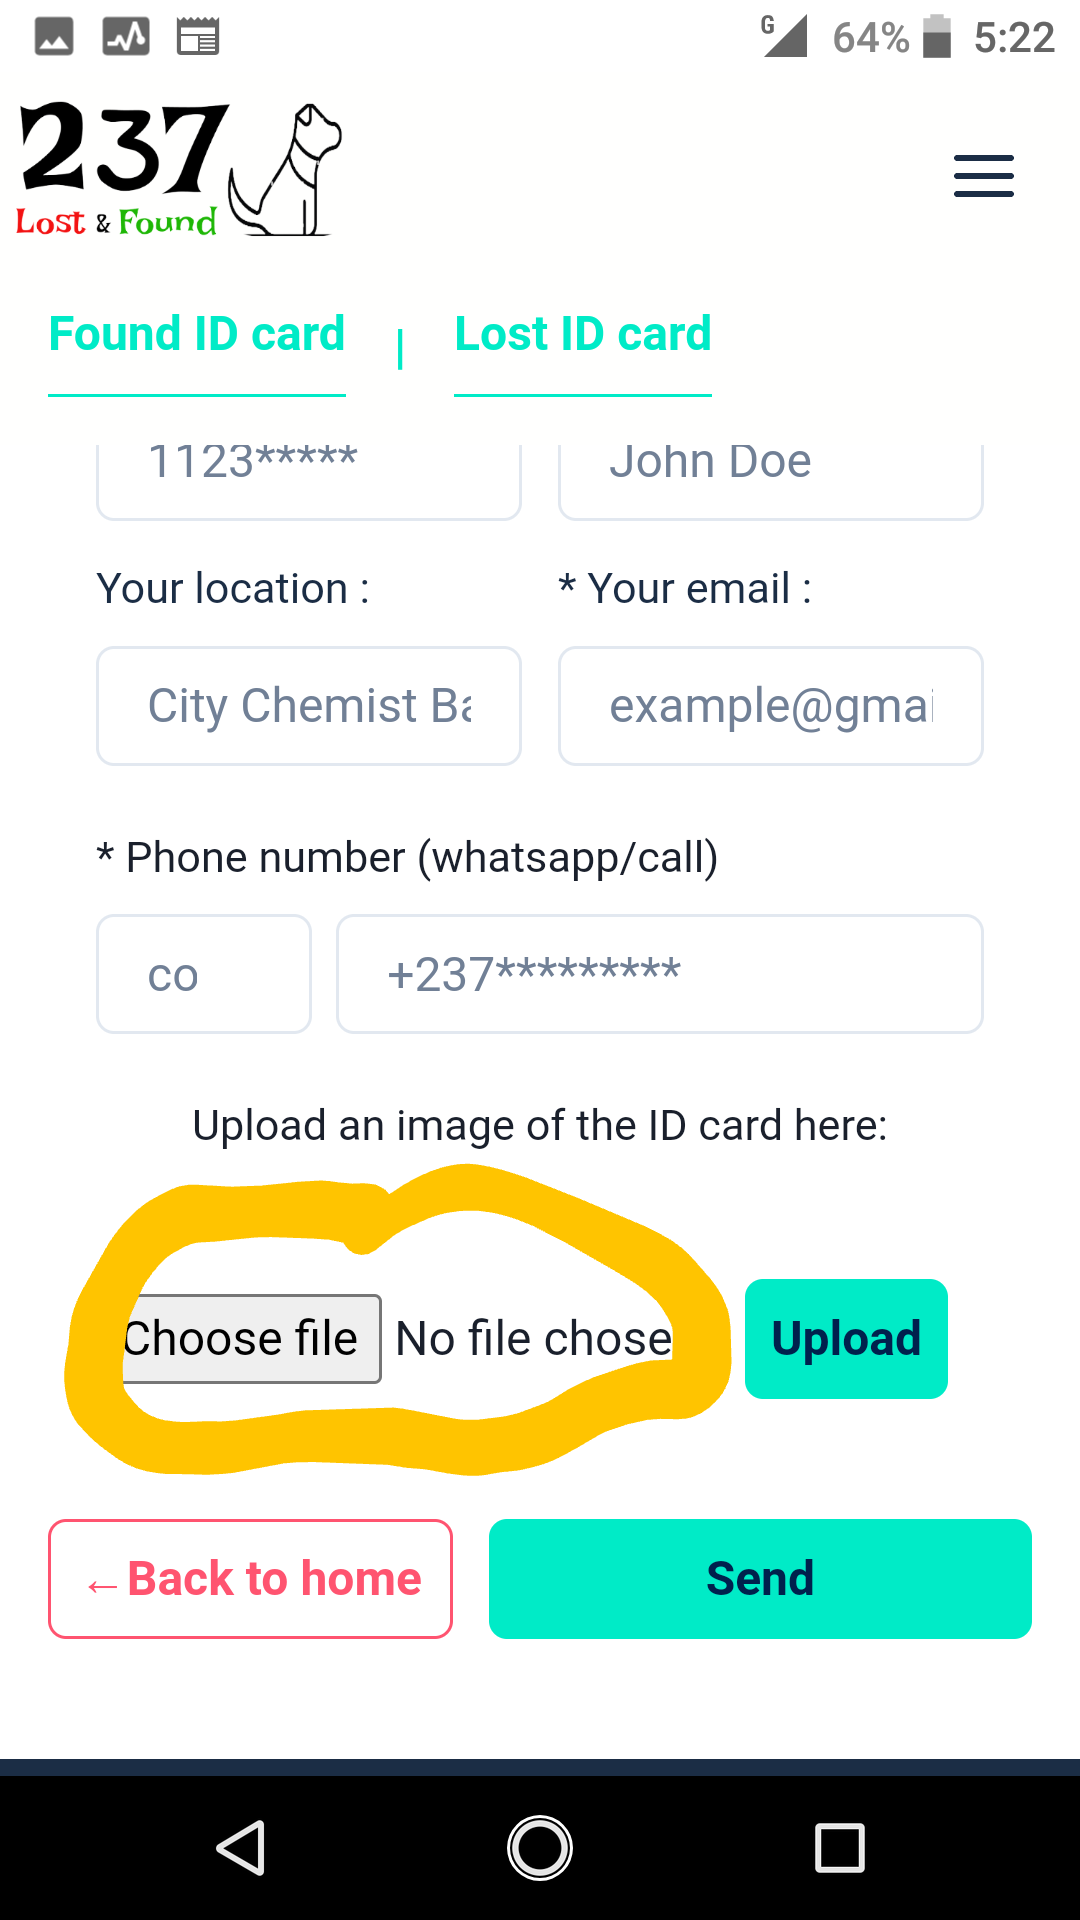 G 64% 5:22
237
Lost & Found
Found ID card | Lost ID card
1123***** John Doe
Your location : * Your email :
City Chemist Ba example@gmai
* Phone number (whatsapp/call)
co +237*********
Upload an image of the ID card here:
Choose file No file chose Upload
←Back to home Send